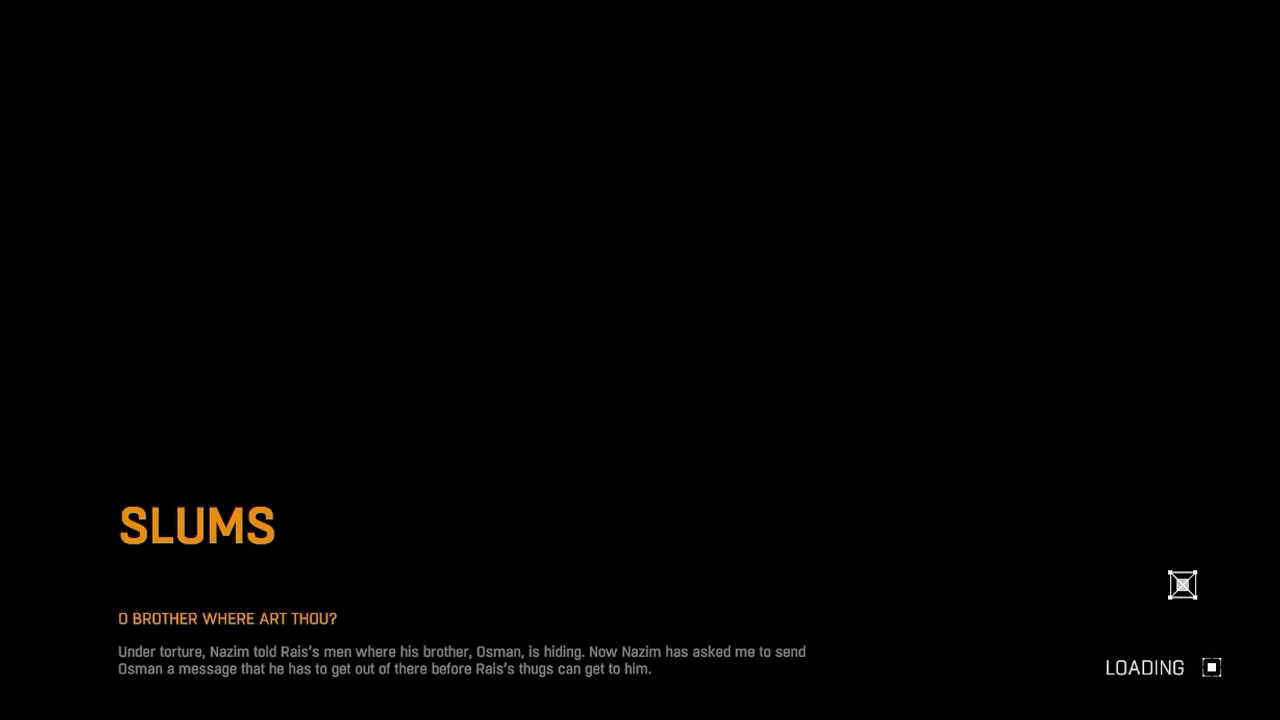 SLUMS
O BROTHER WHERE ART THOU?
Under torture, Nazim told Rais's men where his brother, Osman, is hiding. Now Nazim has asked me to send
Osman a message that he has to get out of there before Rais's thugs can get to him.
LOADING